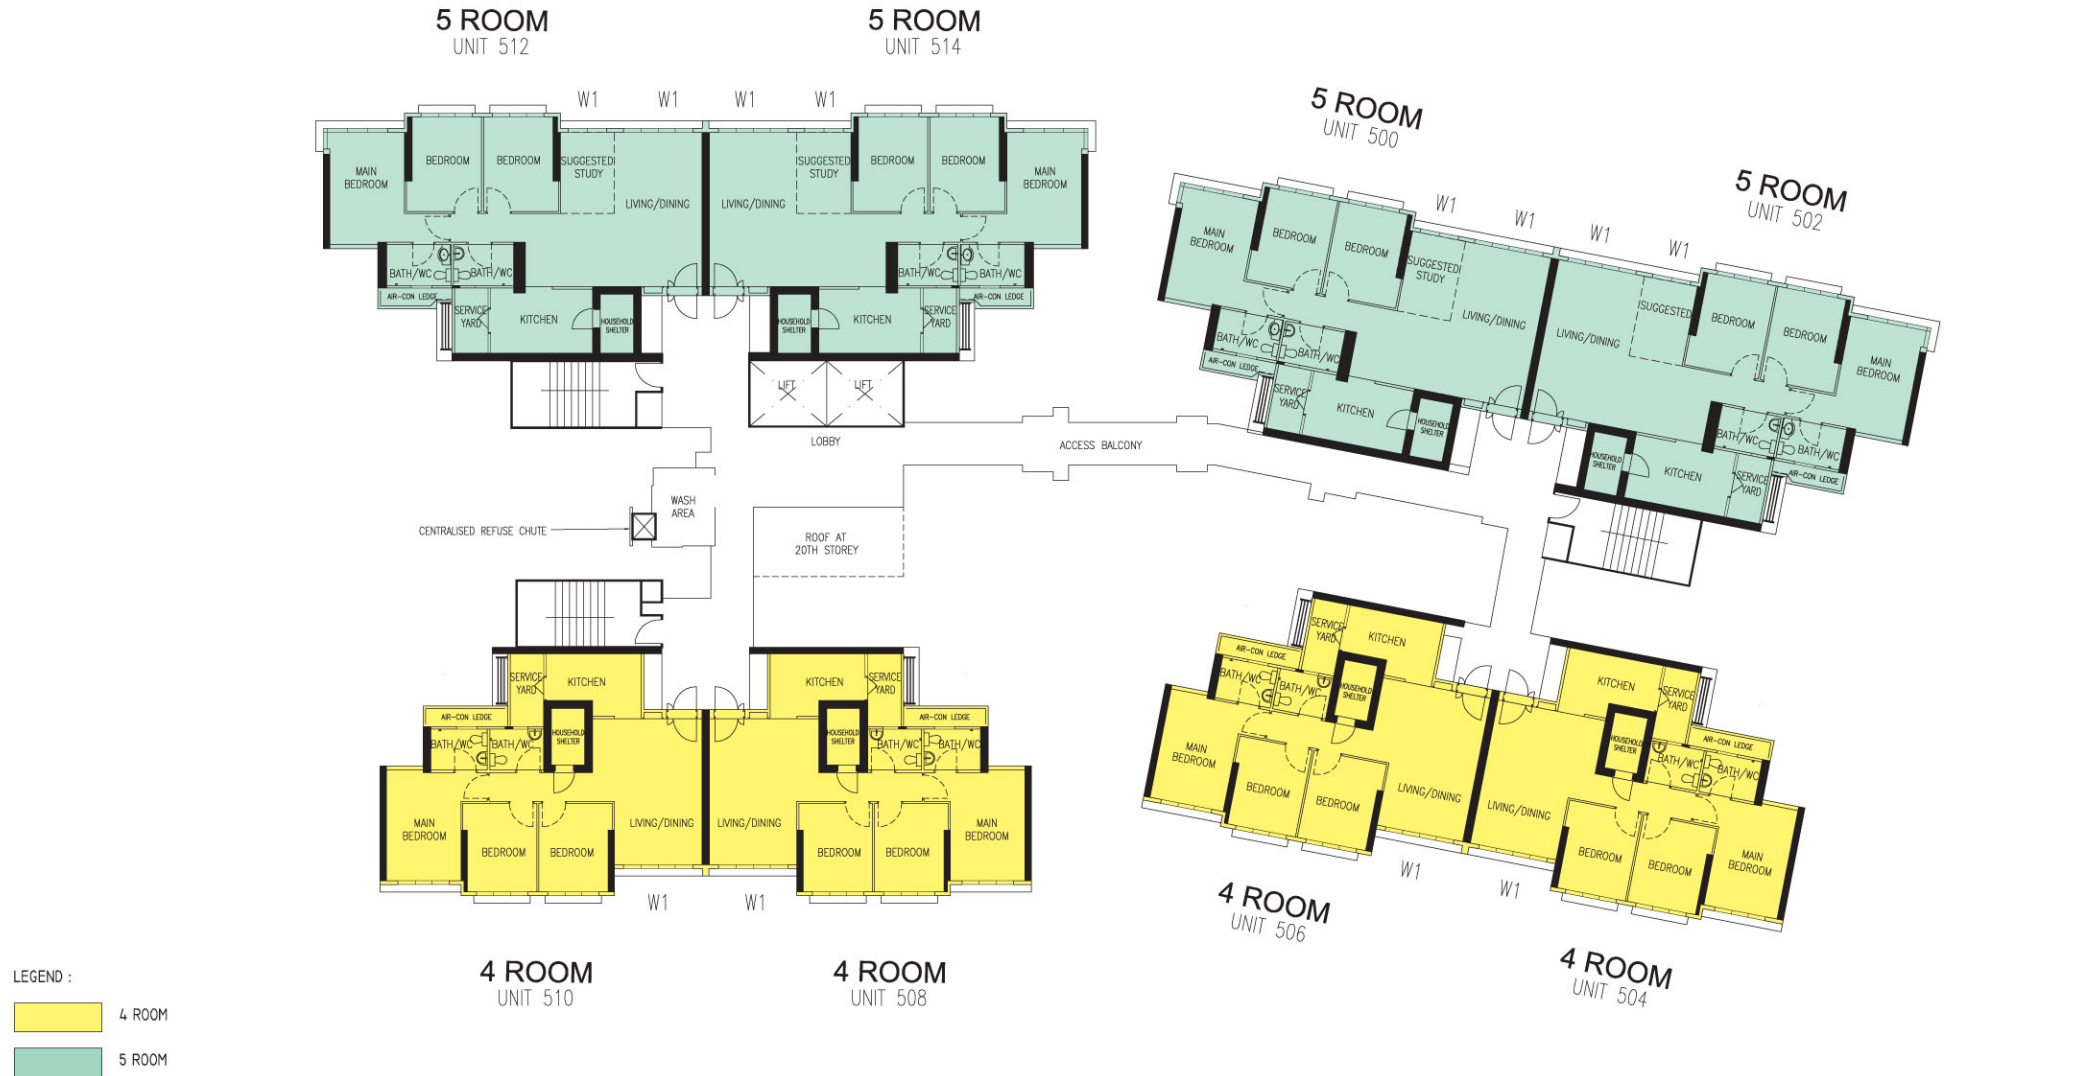 5 ROOM
UNIT 512
5 ROOM
UNIT 514
5 ROOM
UNIT 500
5 ROOM
UNIT 502
W1
W1
W1
W1
MAIN
BEDROOM
BEDROOM
BEDROOM
SUGGESTED
STUDY
LIVING/DINING
BATH/WC
BATH/WC
AIR-CON LEDGE
SERVICE
YARD
KITCHEN
HOUSEHOLD
SHELTER
LIVING/DINING
SUGGESTED
STUDY
BEDROOM
BEDROOM
MAIN
BEDROOM
BATH/WC
BATH/WC
AIR-CON LEDGE
SERVICE
YARD
KITCHEN
HOUSEHOLD
SHELTER
W1
W1
W1
W1
MAIN
BEDROOM
BEDROOM
BEDROOM
SUGGESTED
STUDY
LIVING/DINING
BATH/WC
BATH/WC
AIR-CON LEDGE
SERVICE
YARD
KITCHEN
HOUSEHOLD
SHELTER
LIVING/DINING
SUGGESTED
BEDROOM
BEDROOM
MAIN
BEDROOM
BATH/WC
BATH/WC
AIR-CON LEDGE
SERVICE
YARD
KITCHEN
HOUSEHOLD
SHELTER
LIFT
LIFT
LOBBY
ACCESS BALCONY
WASH
AREA
CENTRALISED REFUSE CHUTE
ROOF AT
20TH STOREY
SERVICE
YARD
KITCHEN
AIR-CON LEDGE
BATH/WC
BATH/WC
HOUSEHOLD
SHELTER
MAIN
BEDROOM
BEDROOM
BEDROOM
LIVING/DINING
KITCHEN
SERVICE
YARD
AIR-CON LEDGE
HOUSEHOLD
SHELTER
BATH/WC
BATH/WC
LIVING/DINING
BEDROOM
BEDROOM
MAIN
BEDROOM
W1
W1
SERVICE
YARD
KITCHEN
AIR-CON LEDGE
BATH/WC
BATH/WC
HOUSEHOLD
SHELTER
MAIN
BEDROOM
BEDROOM
BEDROOM
LIVING/DINING
KITCHEN
SERVICE
YARD
AIR-CON LEDGE
HOUSEHOLD
SHELTER
BATH/WC
BATH/WC
LIVING/DINING
BEDROOM
BEDROOM
MAIN
BEDROOM
W1
W1
4 ROOM
UNIT 506
4 ROOM
UNIT 504
4 ROOM
UNIT 510
4 ROOM
UNIT 508
LEGEND :
4 ROOM
5 ROOM